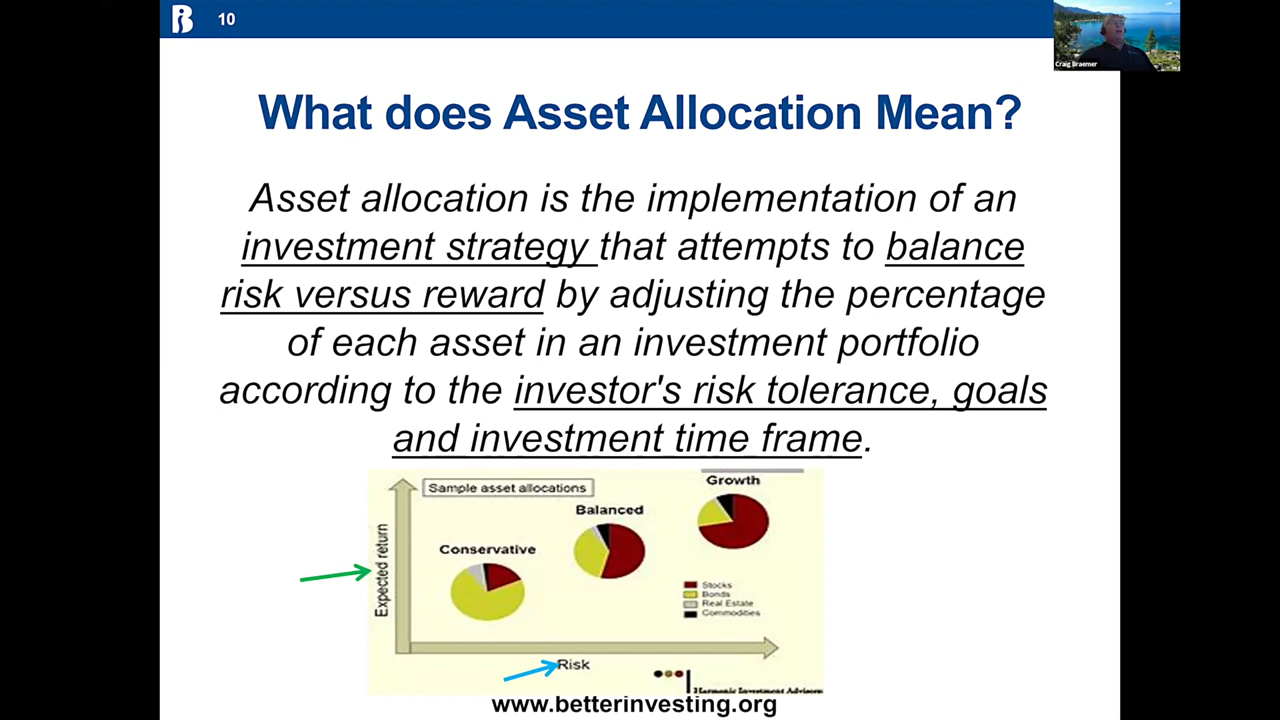 10
Craig Braemer
What does Asset Allocation Mean?
Asset allocation is the implementation of an
investment strategy that attempts to balance
risk versus reward by adjusting the percentage
of each asset in an investment portfolio
according to the investor's risk tolerance, goals
and investment time frame.
Sample asset allocations
Growth
Balanced
Conservative
Expected return
Stocks
Bonds
Real Estate
Commodities
Risk
Harmonic Investment Advisors
www.betterinvesting.org